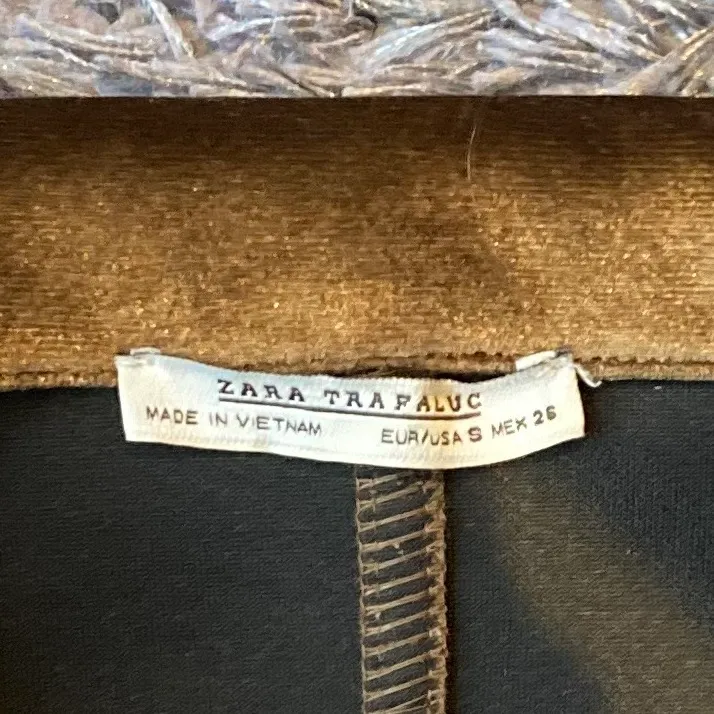 ZARA TRAFALUC
MADE IN VIETNAM EUR/USA S MEX 26